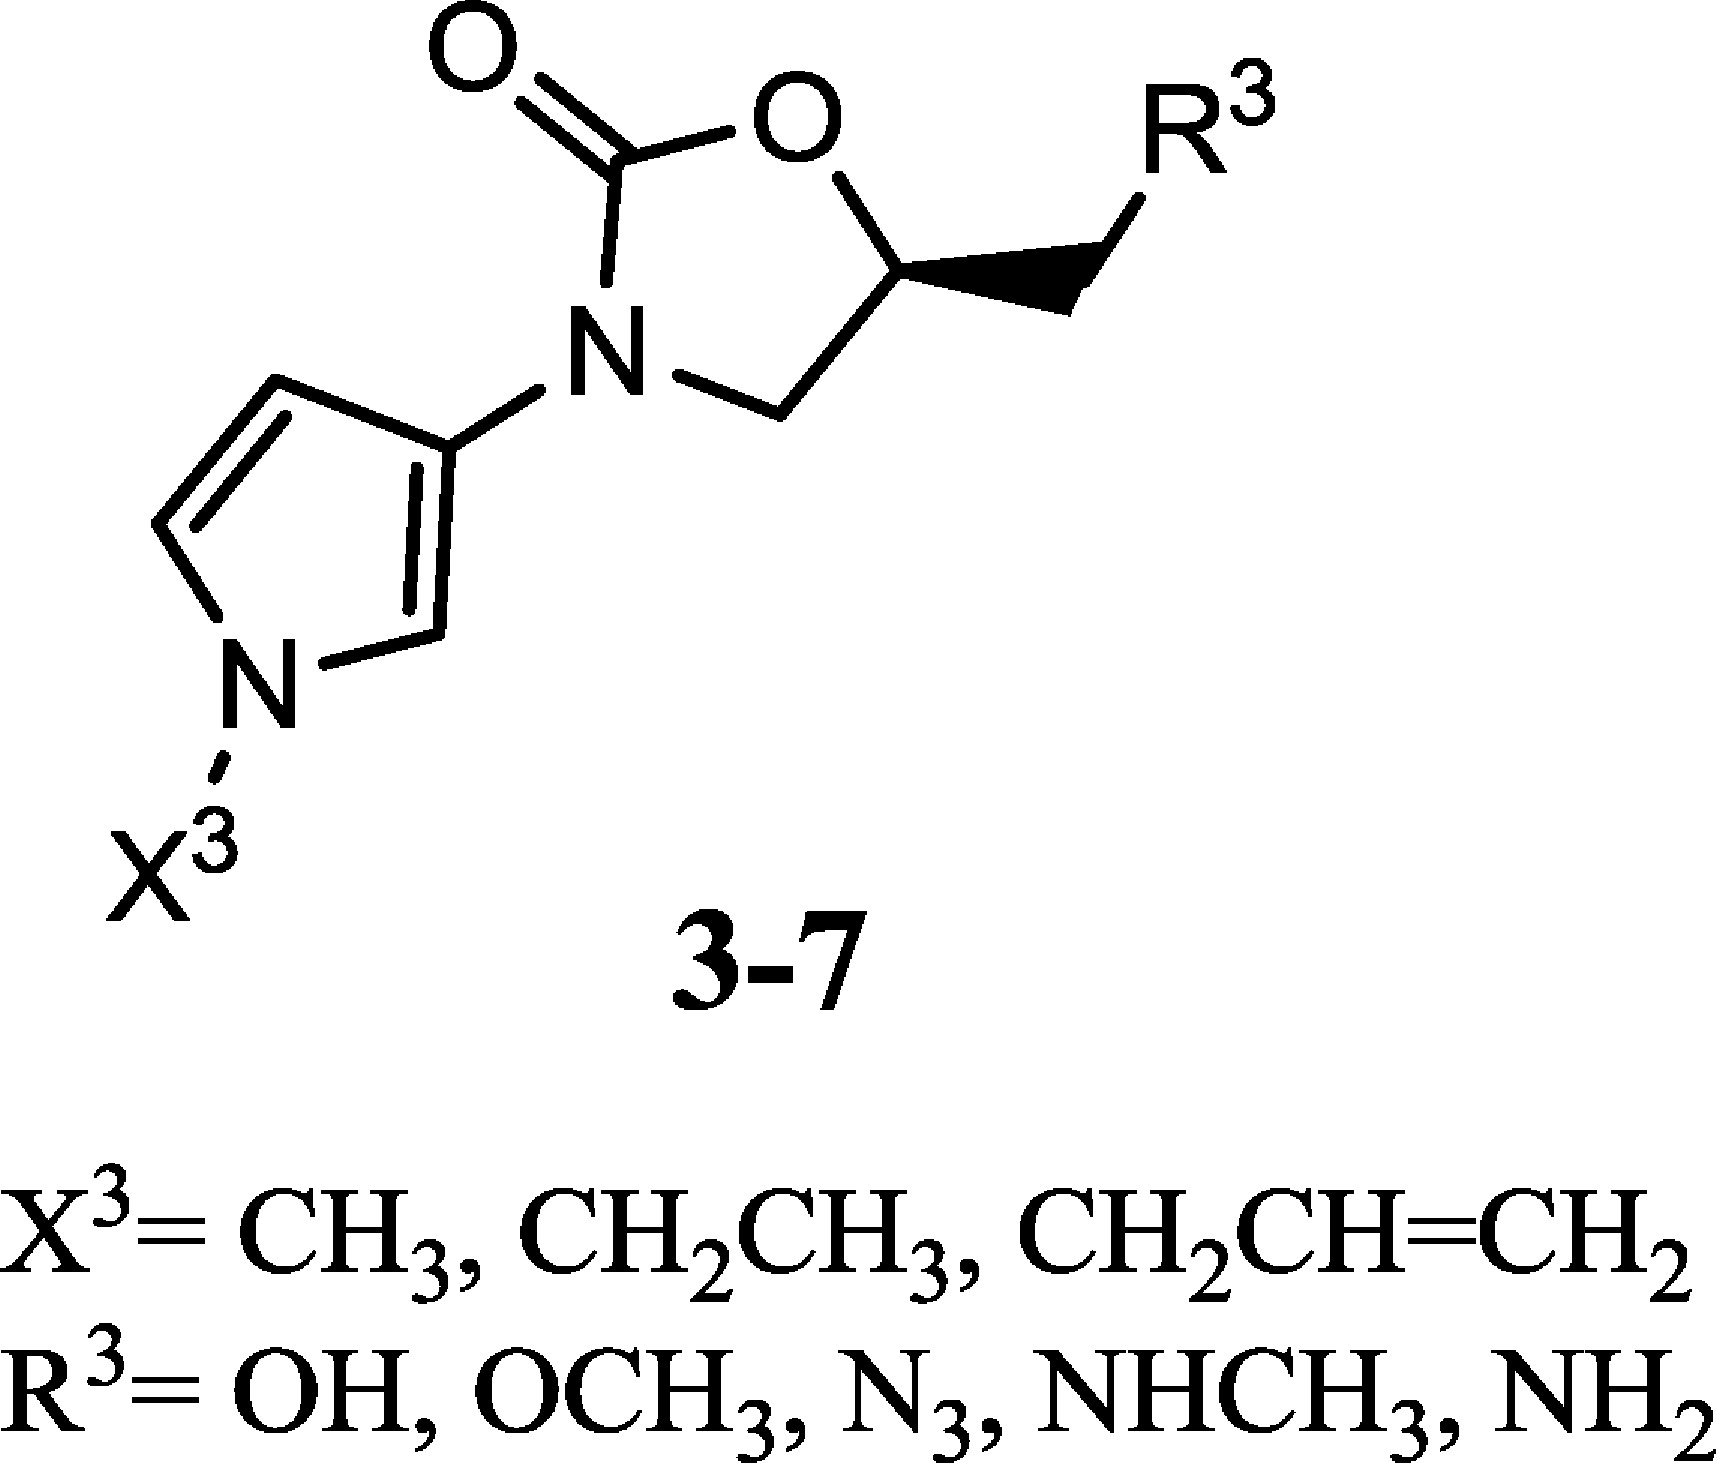 O
O
R³
N
N
X³
3-7
X³= CH₃, CH₂CH₃, CH₂CH=CH₂
R³= OH, OCH₃, N₃, NHCH₃, NH₂